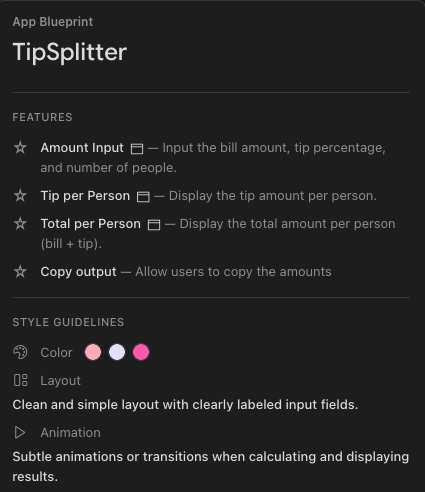 App Blueprint
TipSplitter
FEATURES
Amount Input — Input the bill amount, tip percentage,
and number of people.
Tip per Person — Display the tip amount per person.
Total per Person — Display the total amount per person
(bill + tip).
Copy output — Allow users to copy the amounts
STYLE GUIDELINES
Color
Layout
Clean and simple layout with clearly labeled input fields.
Animation
Subtle animations or transitions when calculating and displaying
results.